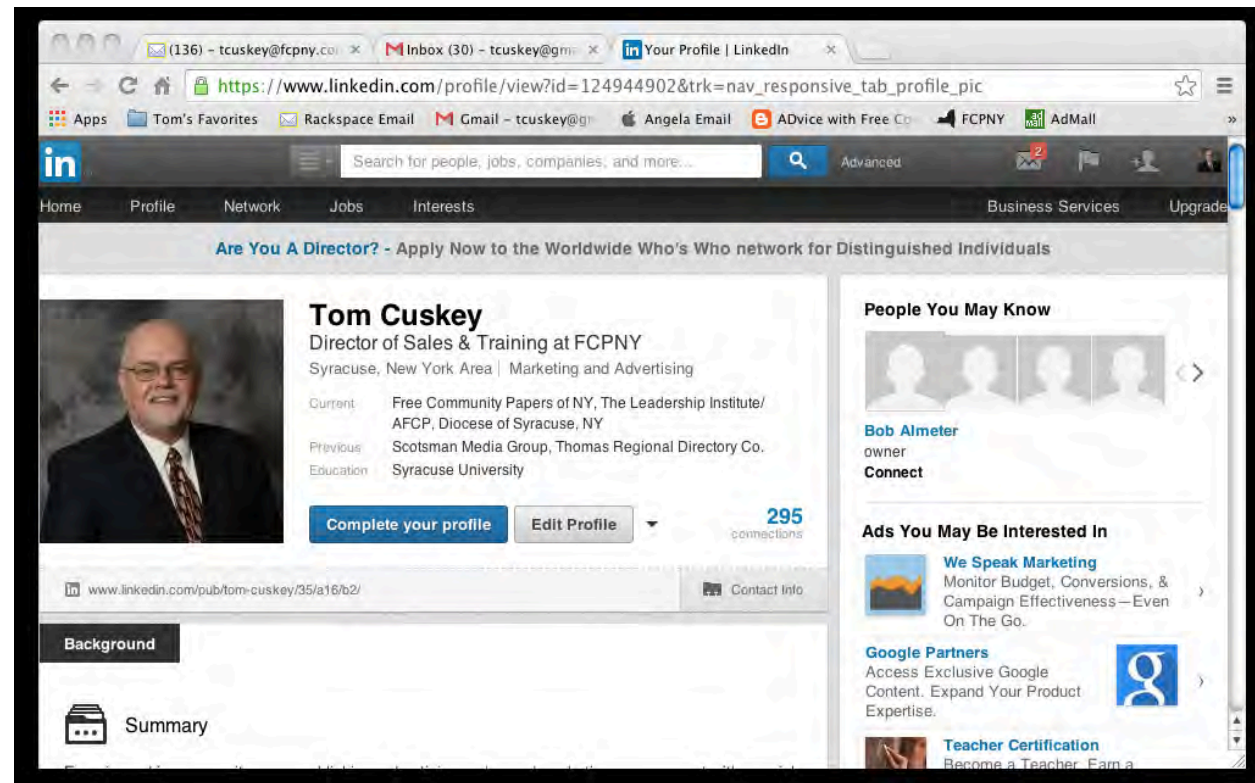 (136) – tcuskey@fcpny.co
Inbox (30) – tcuskey@gm
Your Profile | LinkedIn
https://www.linkedin.com/profile/view?id=124944902&trk=nav_responsive_tab_profile_pic
Apps Tom's Favorites Rackspace Email Gmail – tcuskey@g Angela Email ADvice with Free Co FCPNY AdMall »
in Search for people, jobs, companies, and more... Advanced 2
Home Profile Network Jobs Interests Business Services Upgrade
Are You A Director? - Apply Now to the Worldwide Who's Who network for Distinguished Individuals
Tom Cuskey
Director of Sales & Training at FCPNY
Syracuse, New York Area | Marketing and Advertising
Current Free Community Papers of NY, The Leadership Institute/
AFCP, Diocese of Syracuse, NY
Previous Scotsman Media Group, Thomas Regional Directory Co.
Education Syracuse University
Complete your profile Edit Profile 295
connections
www.linkedin.com/pub/tom-cuskey/35/a16/b2/ Contact Info
Background
Summary
People You May Know
Bob Almeter
owner
Connect
Ads You May Be Interested In
We Speak Marketing
Monitor Budget, Conversions, &
Campaign Effectiveness—Even
On The Go.
Google Partners
Access Exclusive Google
Content. Expand Your Product
Expertise.
Teacher Certification
Become a Teacher. Earn a